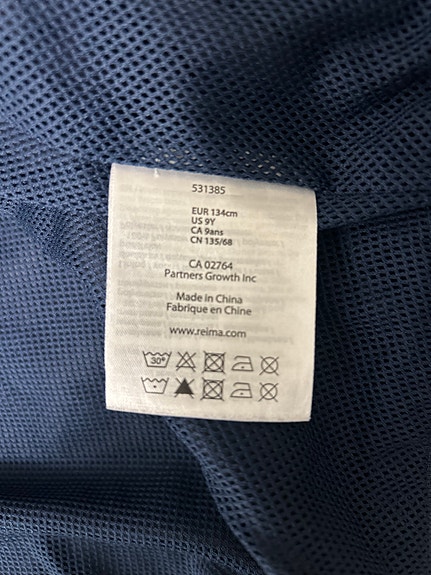 531385
EUR 134cm
US 9Y
CA 9ans
CN 135/68
CA 02764
Partners Growth Inc
Made in China
Fabrique en Chine
www.reima.com
30°